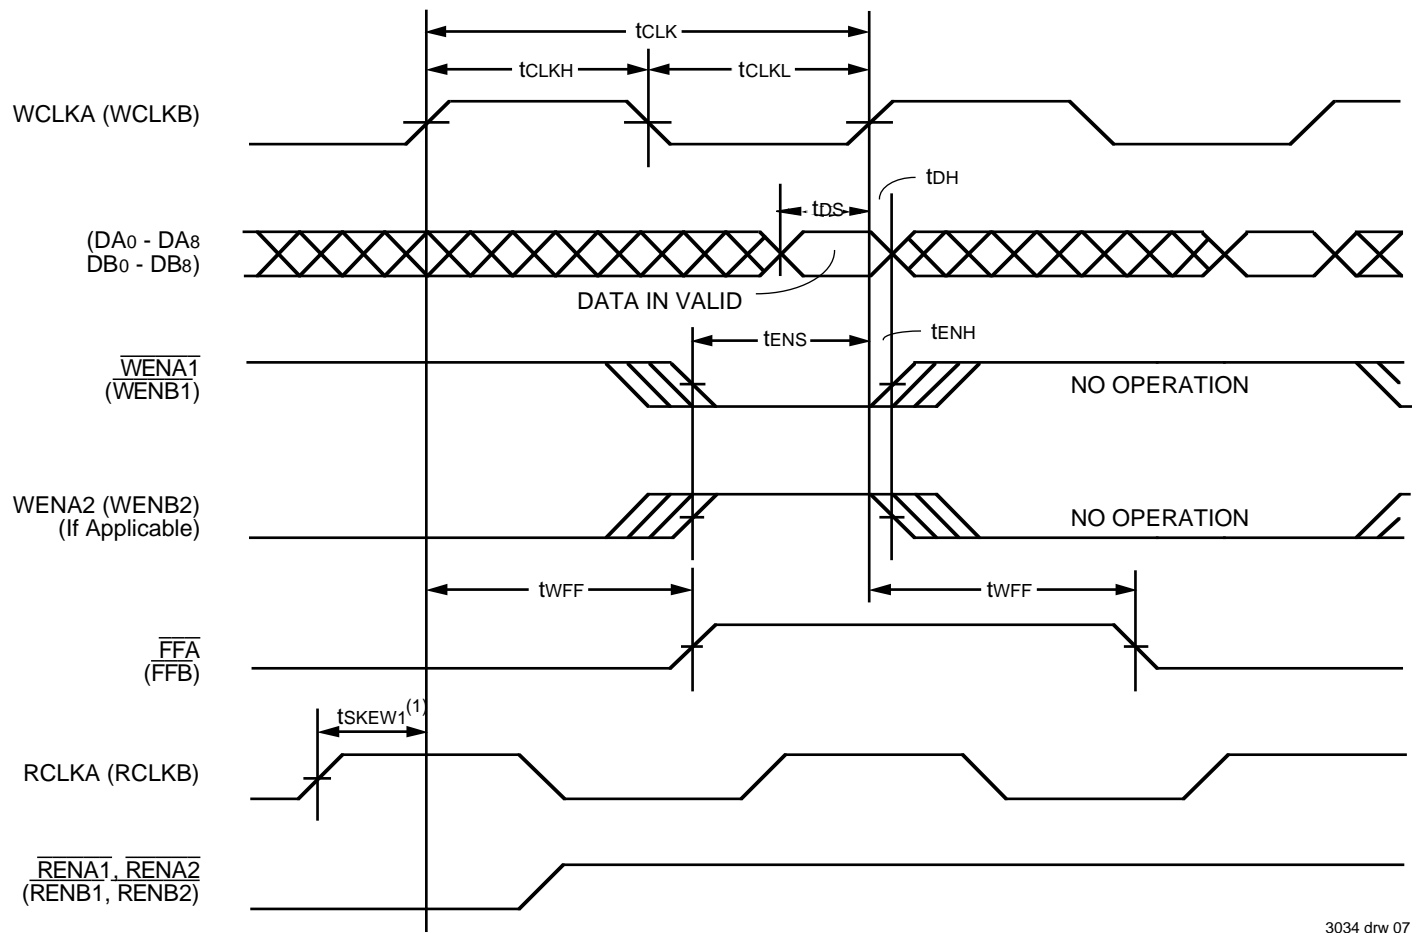 tCLK
tCLKH
tCLKL
WCLKA (WCLKB)
tDH
tDS
(DA0 - DA8
DB0 - DB8)
DATA IN VALID
tENS
tENH
WENA1
(WENB1)
NO OPERATION
WENA2 (WENB2)
(If Applicable)
NO OPERATION
tWFF
tWFF
FFA
(FFB)
tSKEW1(1)
RCLKA (RCLKB)
RENA1, RENA2
(RENB1, RENB2)
3034 drw 07